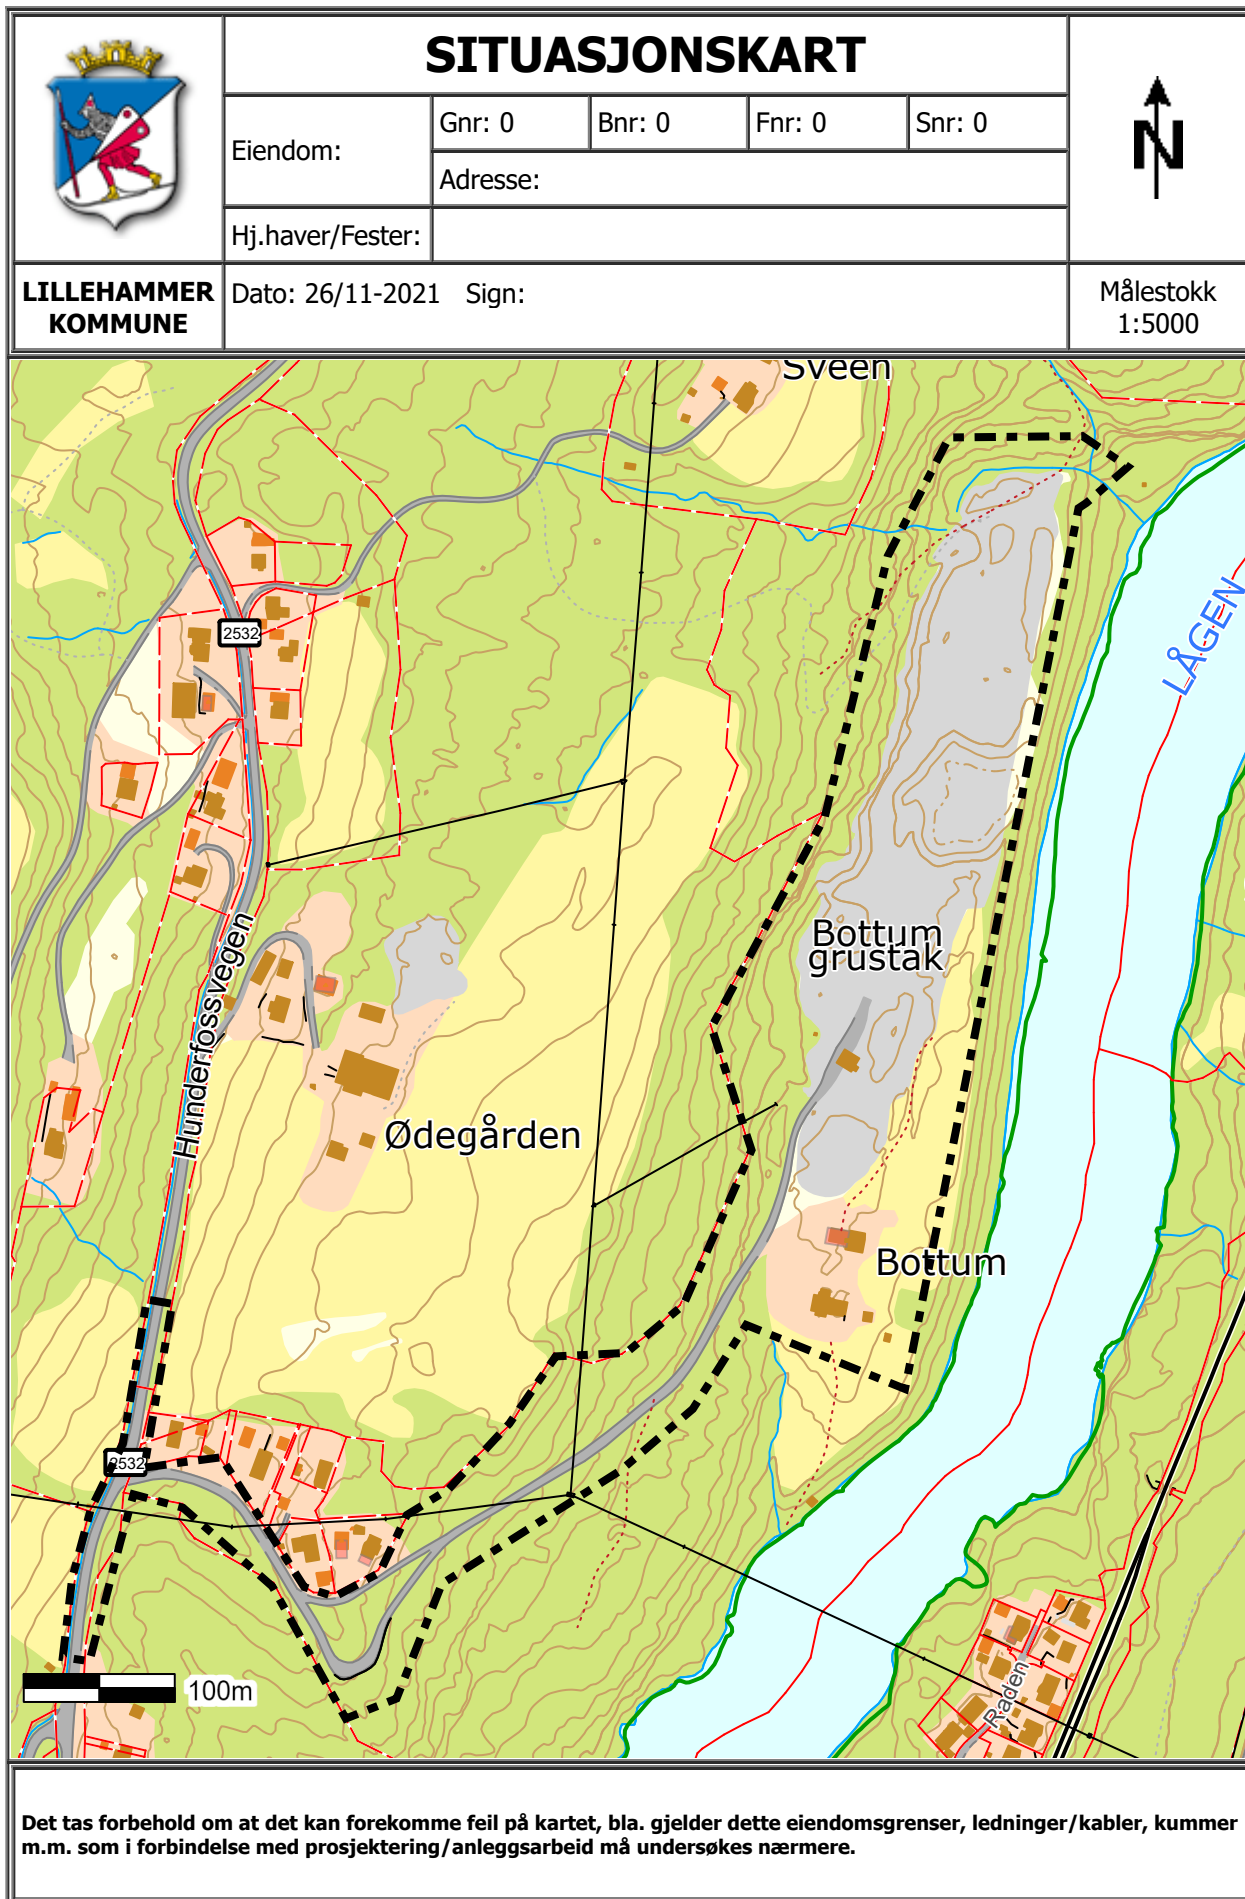 SITUASJONSKART
Eiendom:
Gnr: 0
Bnr: 0
Fnr: 0
Snr: 0
Adresse:
Hj.haver/Fester:
N
LILLEHAMMER
KOMMUNE
Dato: 26/11-2021 Sign:
Målestokk
1:5000
Sveen
LÅGEN
2532
Bottum
grustak
Hunderfossvegen
Ødegården
Bottum
2532
Raden
100m
Det tas forbehold om at det kan forekomme feil på kartet, bla. gjelder dette eiendomsgrenser, ledninger/kabler, kummer
m.m. som i forbindelse med prosjektering/anleggsarbeid må undersøkes nærmere.